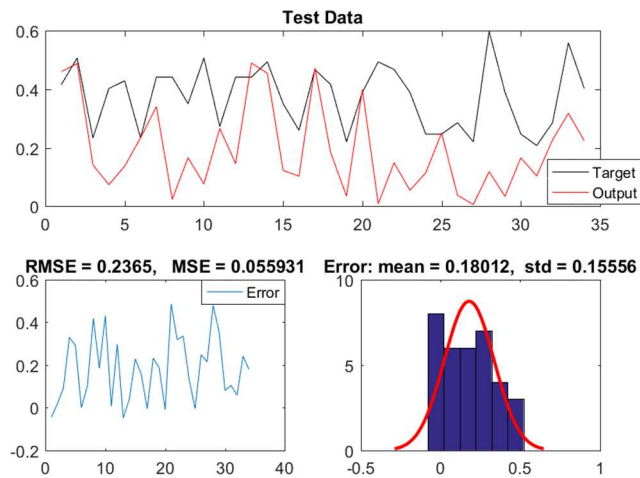 Test Data
0.6
0.4
0.2
0
0 5 10 15 20 25 30 35
Target
Output
RMSE = 0.2365, MSE = 0.055931
0.6
0.4
0.2
0
-0.2
0 10 20 30 40
Error
Error: mean = 0.18012, std = 0.15556
10
5
0
-0.5 0 0.5 1